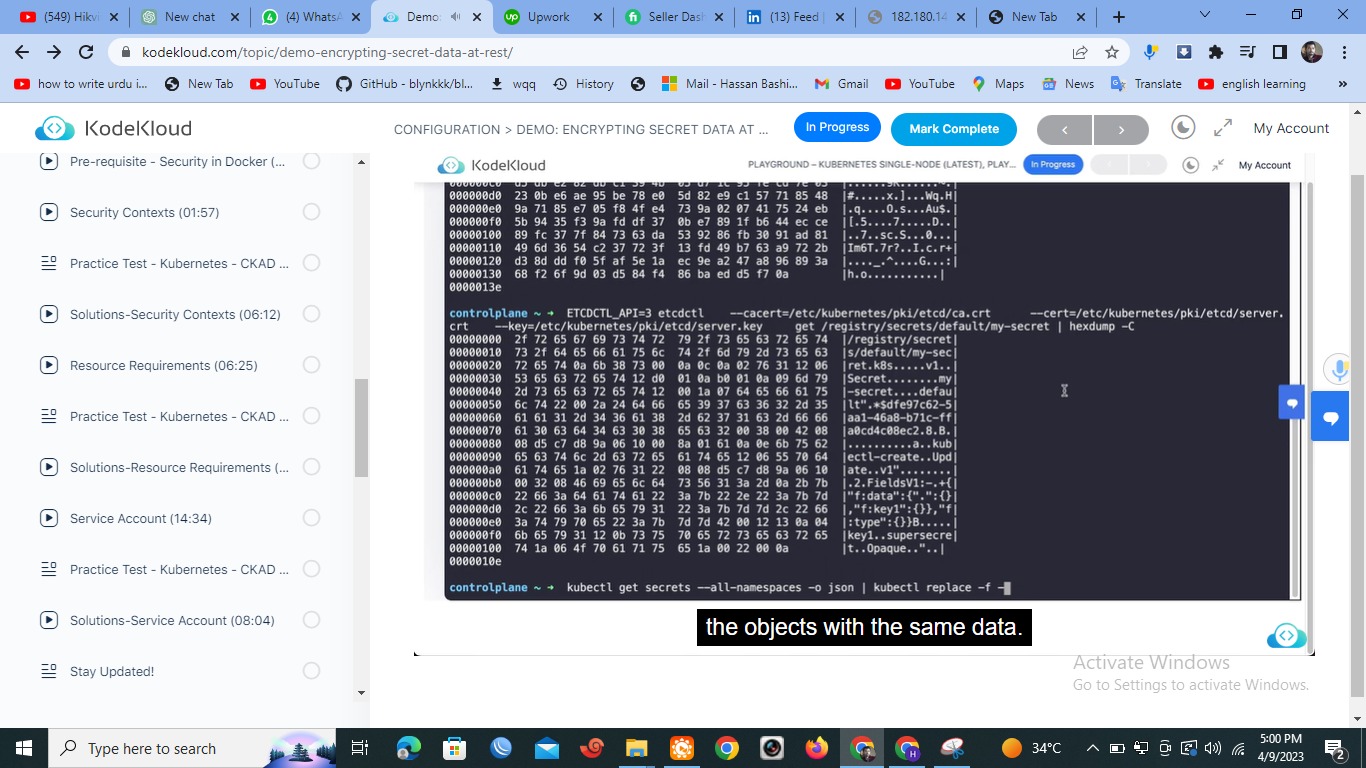 (549) Hikvi
New chat
(4) WhatsA
Demo:
Upwork
Seller Dash
(13) Feed |
182.180.14
New Tab
kodekloud.com/topic/demo-encrypting-secret-data-at-rest/
how to write urdu i...
New Tab
YouTube
GitHub - blynkkk/bl...
wqq
History
Mail - Hassan Bashi...
Gmail
YouTube
Maps
News
Translate
english learning
»
KodeKloud
CONFIGURATION > DEMO: ENCRYPTING SECRET DATA AT ...
In Progress
Mark Complete
<
>
My Account
Pre-requisite - Security in Docker (...
Security Contexts (01:57)
Practice Test - Kubernetes - CKAD ...
Solutions-Security Contexts (06:12)
Resource Requirements (06:25)
Practice Test - Kubernetes - CKAD ...
Solutions-Resource Requirements (...
Service Account (14:34)
Practice Test - Kubernetes - CKAD ...
Solutions-Service Account (08:04)
Stay Updated!
KodeKloud
PLAYGROUND – KUBERNETES SINGLE-NODE (LATEST), PLAY...
In Progress
My Account
000000d0  23 0b e6 ae 95 be 78 e0  5d 82 e9 c1 57 71 85 48  |#.....x.]...Wq.H|
000000e0  9a 71 85 e7 05 f8 4f e4  73 9a 02 07 41 75 24 eb  |.q....O.s...Au$.|
000000f0  5b 94 35 f3 9a fd df 37  0b e7 89 1f b6 44 ec ce  |[.5....7.....D..|
00000100  89 fc 37 7f 84 73 63 da  53 92 86 fb 30 91 ad 81  |..7..sc.S...0...|
00000110  49 6d 36 54 c2 37 72 3f  13 fd 49 b7 63 a9 72 2b  |Im6T.7r?..I.c.r+|
00000120  d3 8d dd f0 5f af 5e 1a  ec 9e a2 47 a8 96 89 3a  |...._.^....G...:|
00000130  68 f2 6f 9d 03 d5 84 f4  86 ba ed d5 f7 0a  |h.o...........|
0000013e
controlplane ~ ➜  ETCDCTL_API=3 etcdctl    --cacert=/etc/kubernetes/pki/etcd/ca.crt      --cert=/etc/kubernetes/pki/etcd/server.
crt    --key=/etc/kubernetes/pki/etcd/server.key     get /registry/secrets/default/my-secret | hexdump -C
00000000  2f 72 65 67 69 73 74 72  79 2f 73 65 63 72 65 74  |/registry/secret|
00000010  73 2f 64 65 66 61 75 6c  74 2f 6d 79 2d 73 65 63  |s/default/my-sec|
00000020  72 65 74 0a 6b 38 73 00  0a 0c 0a 02 76 31 12 06  |ret.k8s.....v1..|
00000030  53 65 63 72 65 74 12 d0  01 0a b0 01 0a 09 6d 79  |Secret........my|
00000040  2d 73 65 63 72 65 74 12  00 1a 07 64 65 66 61 75  |-secret....defau|
00000050  6c 74 22 00 2a 24 64 66  65 39 37 63 36 32 2d 35  |lt".*$dfe97c62-5|
00000060  61 61 31 2d 34 36 61 38  2d 62 37 31 63 2d 66 66  |aa1-46a8-b71c-ff|
00000070  61 30 63 64 34 63 30 38  65 63 32 00 38 00 42 08  |a0cd4c08ec2.8.B.|
00000080  08 d5 c7 d8 9a 06 10 00  8a 01 61 0a 0e 6b 75 62  |..........a..kub|
00000090  65 63 74 6c 2d 63 72 65  61 74 65 12 06 55 70 64  |ectl-create..Upd|
000000a0  61 74 65 1a 02 76 31 22  08 08 d5 c7 d8 9a 06 10  |ate..v1"........|
000000b0  00 32 08 46 69 65 6c 64  73 56 31 3a 2d 0a 2b 7b  |.2.FieldsV1:-.+{|
000000c0  22 66 3a 64 61 74 61 22  3a 7b 22 2e 22 3a 7b 7d  |"f:data":{".":{}|
000000d0  2c 22 66 3a 6b 65 79 31  22 3a 7b 7d 7d 2c 22 66  |,"f:key1":{}},"f|
000000e0  3a 74 79 70 65 22 3a 7b  7d 7d 42 00 12 13 0a 04  |:type":{}}B.....|
000000f0  6b 65 79 31 12 0b 73 75  70 65 72 73 65 63 72 65  |key1..supersecre|
00000100  74 1a 06 4f 70 61 71 75  65 1a 00 22 00 0a  |t..Opaque.."..|
0000010e
controlplane ~ ➜  kubectl get secrets --all-namespaces -o json | kubectl replace -f -
the objects with the same data.
Activate Windows
Go to Settings to activate Windows.
Type here to search
34°C
5:00 PM
4/9/2023
2